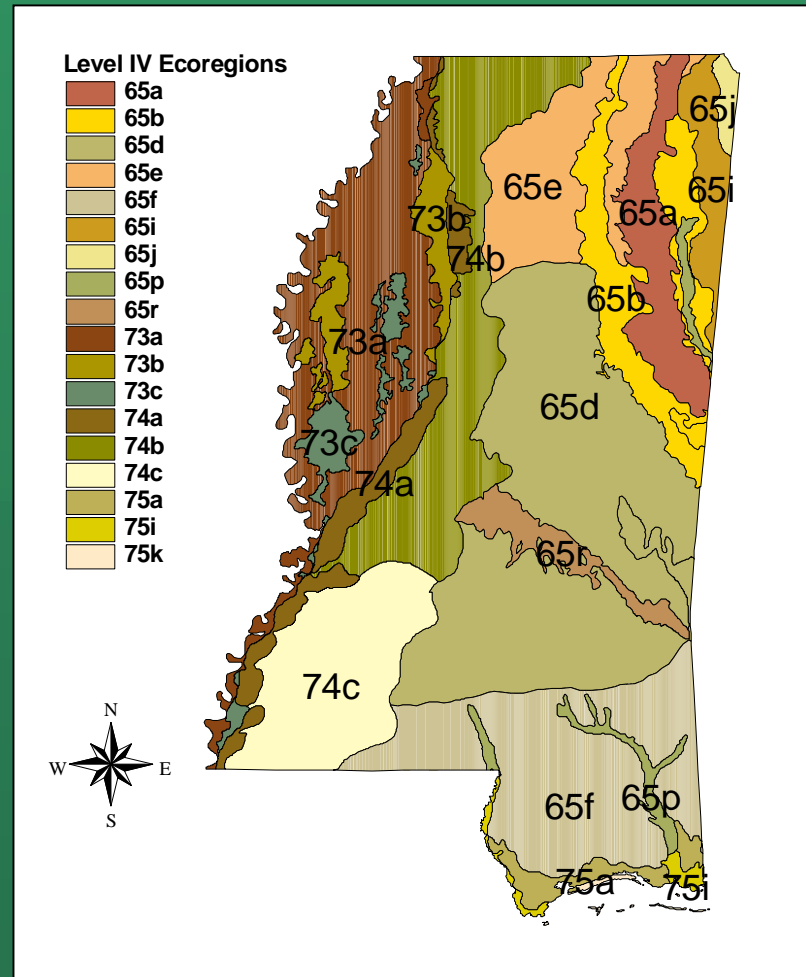 Level IV Ecoregions
65a
65b
65d
65e
65f
65i
65j
65p
65r
73a
73b
73c
74a
74b
74c
75a
75i
75k
65j
65e
65i
73b
65a
74b
65b
73a
65d
73c
74a
65r
74c
N
W E
S
65f
65p
75a
75i